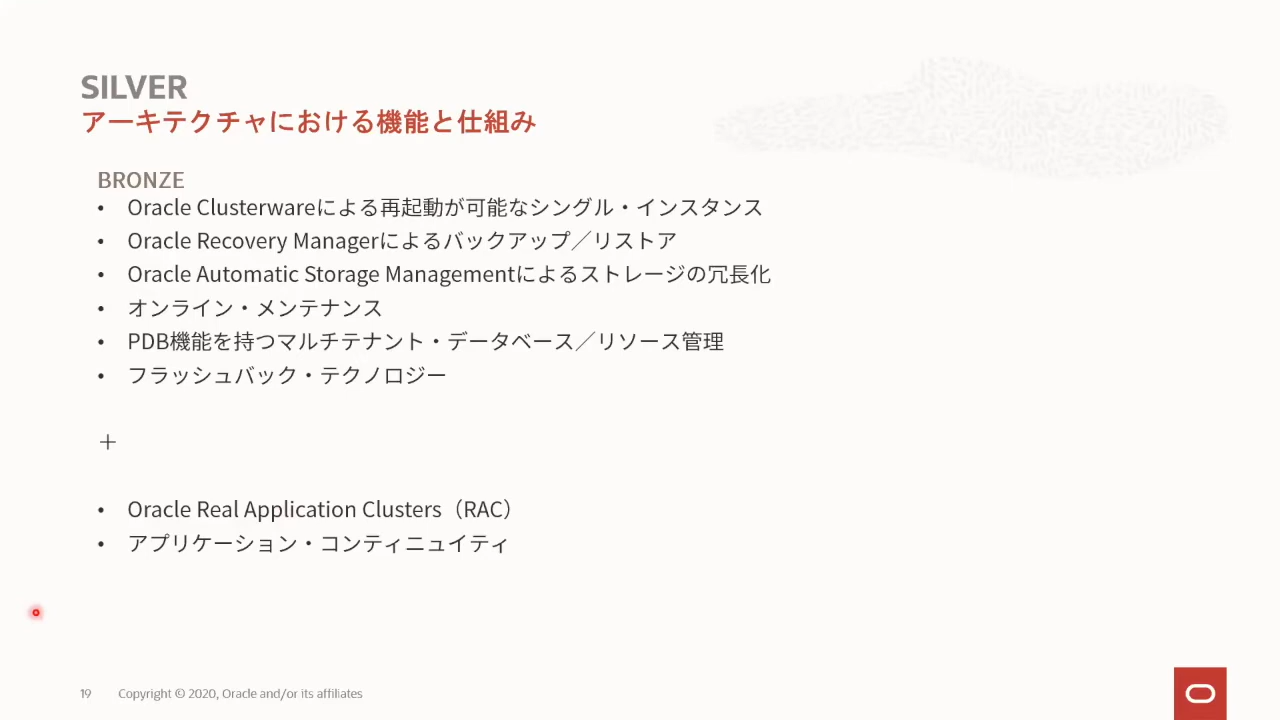 SILVER
アーキテクチャにおける機能と仕組み
BRONZE
• Oracle Clusterwareによる再起動が可能なシングル・インスタンス
• Oracle Recovery Managerによるバックアップ／リストア
• Oracle Automatic Storage Managementによるストレージの冗長化
• オンライン・メンテナンス
• PDB機能を持つマルチテナント・データベース／リソース管理
• フラッシュバック・テクノロジー
＋
• Oracle Real Application Clusters（RAC）
• アプリケーション・コンティニュイティ
19 Copyright © 2020, Oracle and/or its affiliates